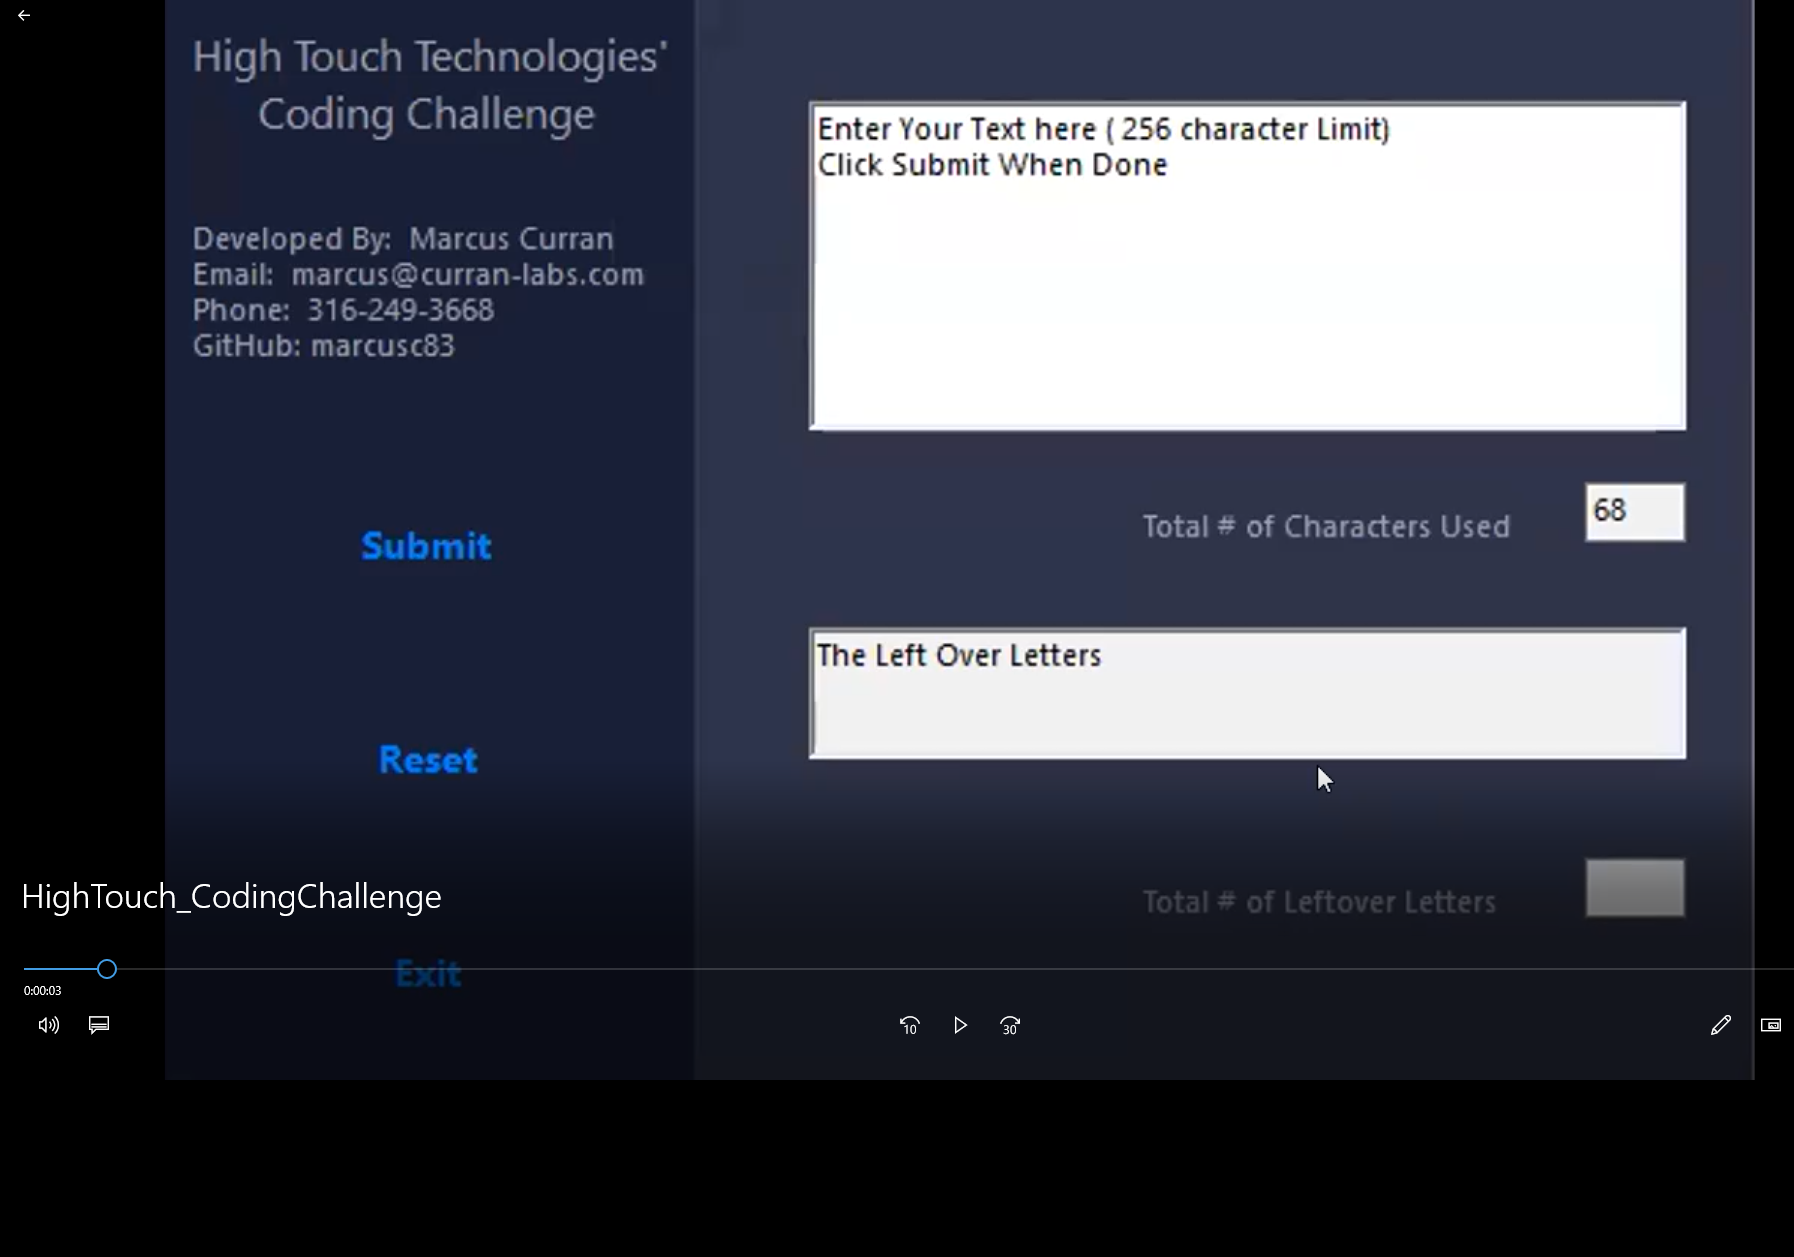 High Touch Technologies'
Coding Challenge
Developed By:  Marcus Curran
Email:  marcus@curran-labs.com
Phone:  316-249-3668
GitHub: marcusc83
Submit
Reset
Exit
Enter Your Text here ( 256 character Limit)
Click Submit When Done
Total # of Characters Used
68
The Left Over Letters
Total # of Leftover Letters
HighTouch_CodingChallenge
0:00:03
10
30